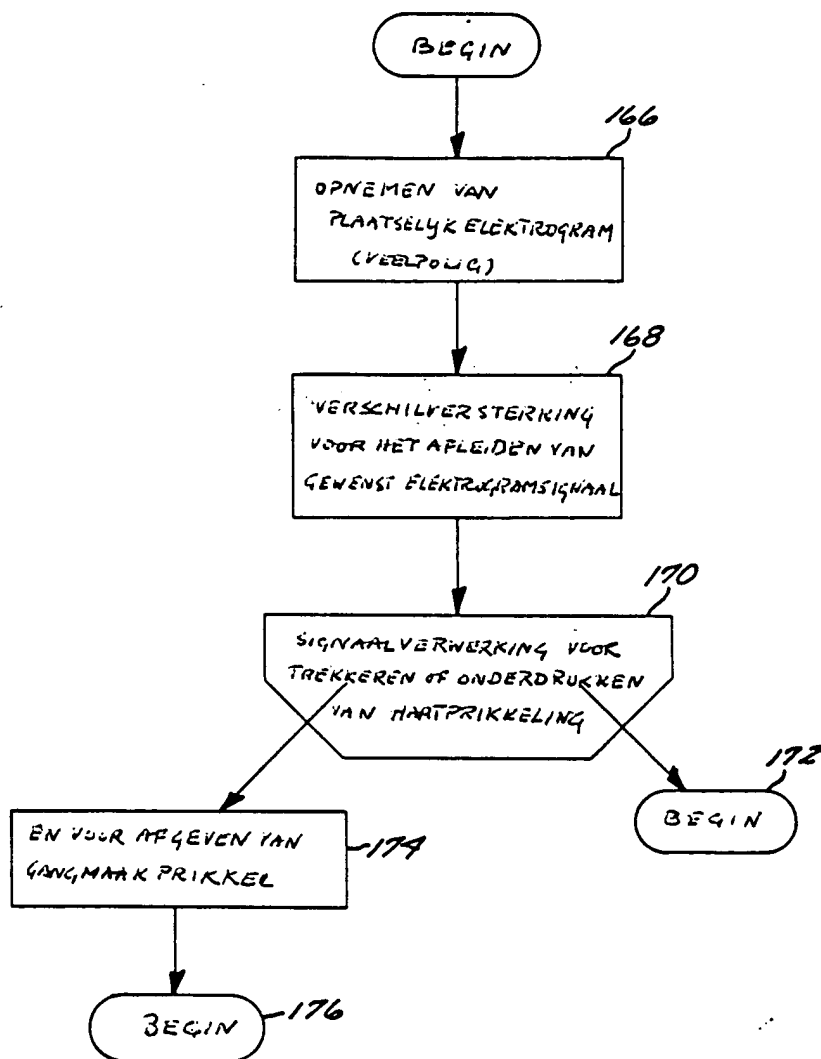 BEGIN
166
OPNEMEN VAN
PLAATSELYK ELEKTROGRAM
(VEELPOLIG)
168
VERSCHILVERSTERKING
VOOR HET AFLEIDEN VAN
GEWENST ELEKTROGRAMSIGNAAL
170
SIGNAALVERWERKING VOOR
TREKKEREN OF ONDERDRUKKEN
VAN HARTPRIKKELING
172
BEGIN
EN VOOR AFGEVEN VAN
GANGMAAK PRIKKEL
174
BEGIN
176